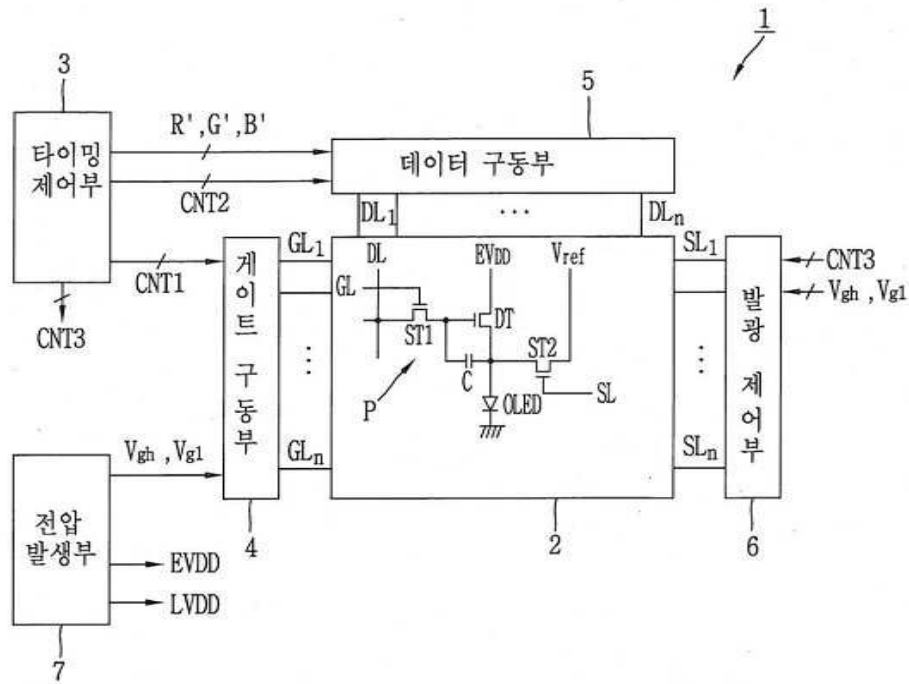 1
3
타이밍
제어부
R',G',B'
CNT2
CNT1
CNT3
5
데이터 구동부
DL1
...
DLn
게이트 구동부
GL1
GLn
4
DL
GL
ST1
EVDD
DT
C
P
OLED
Vref
ST2
SL
2
SL1
SLn
발광 제어부
CNT3
Vgh ,Vgl
6
전압
발생부
Vgh ,Vgl
EVDD
LVDD
7